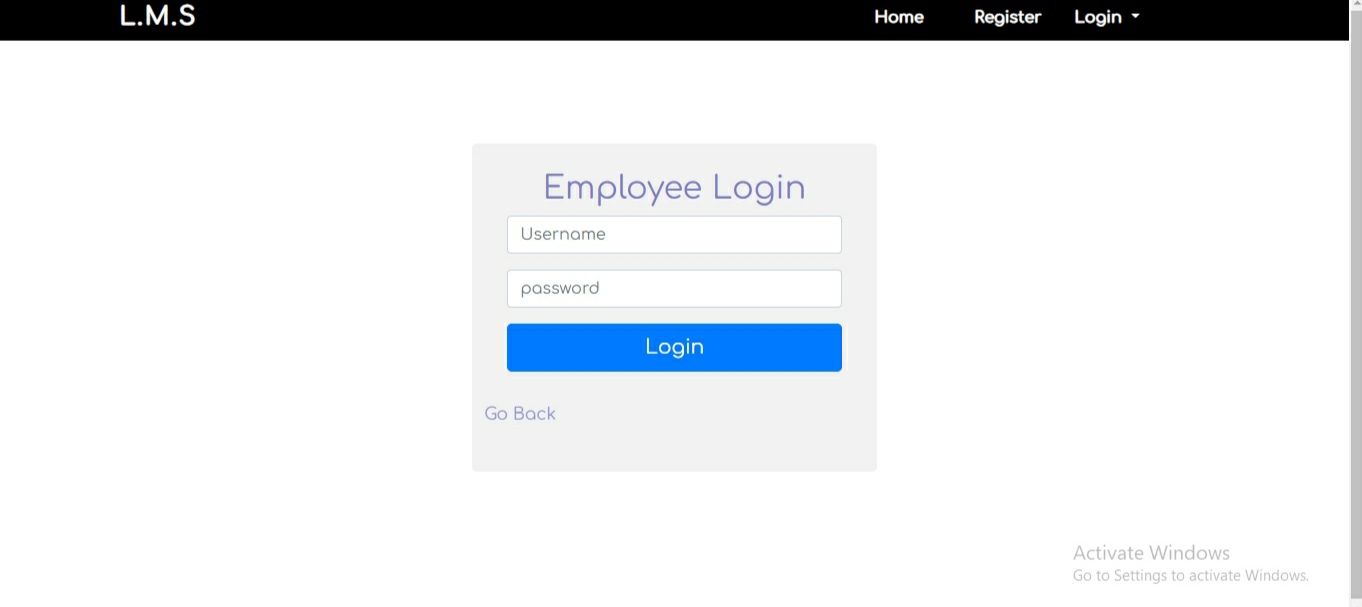 L.M.S Home Register Login
Employee Login
Username
password
Login
Go Back
Activate Windows
Go to Settings to activate Windows.